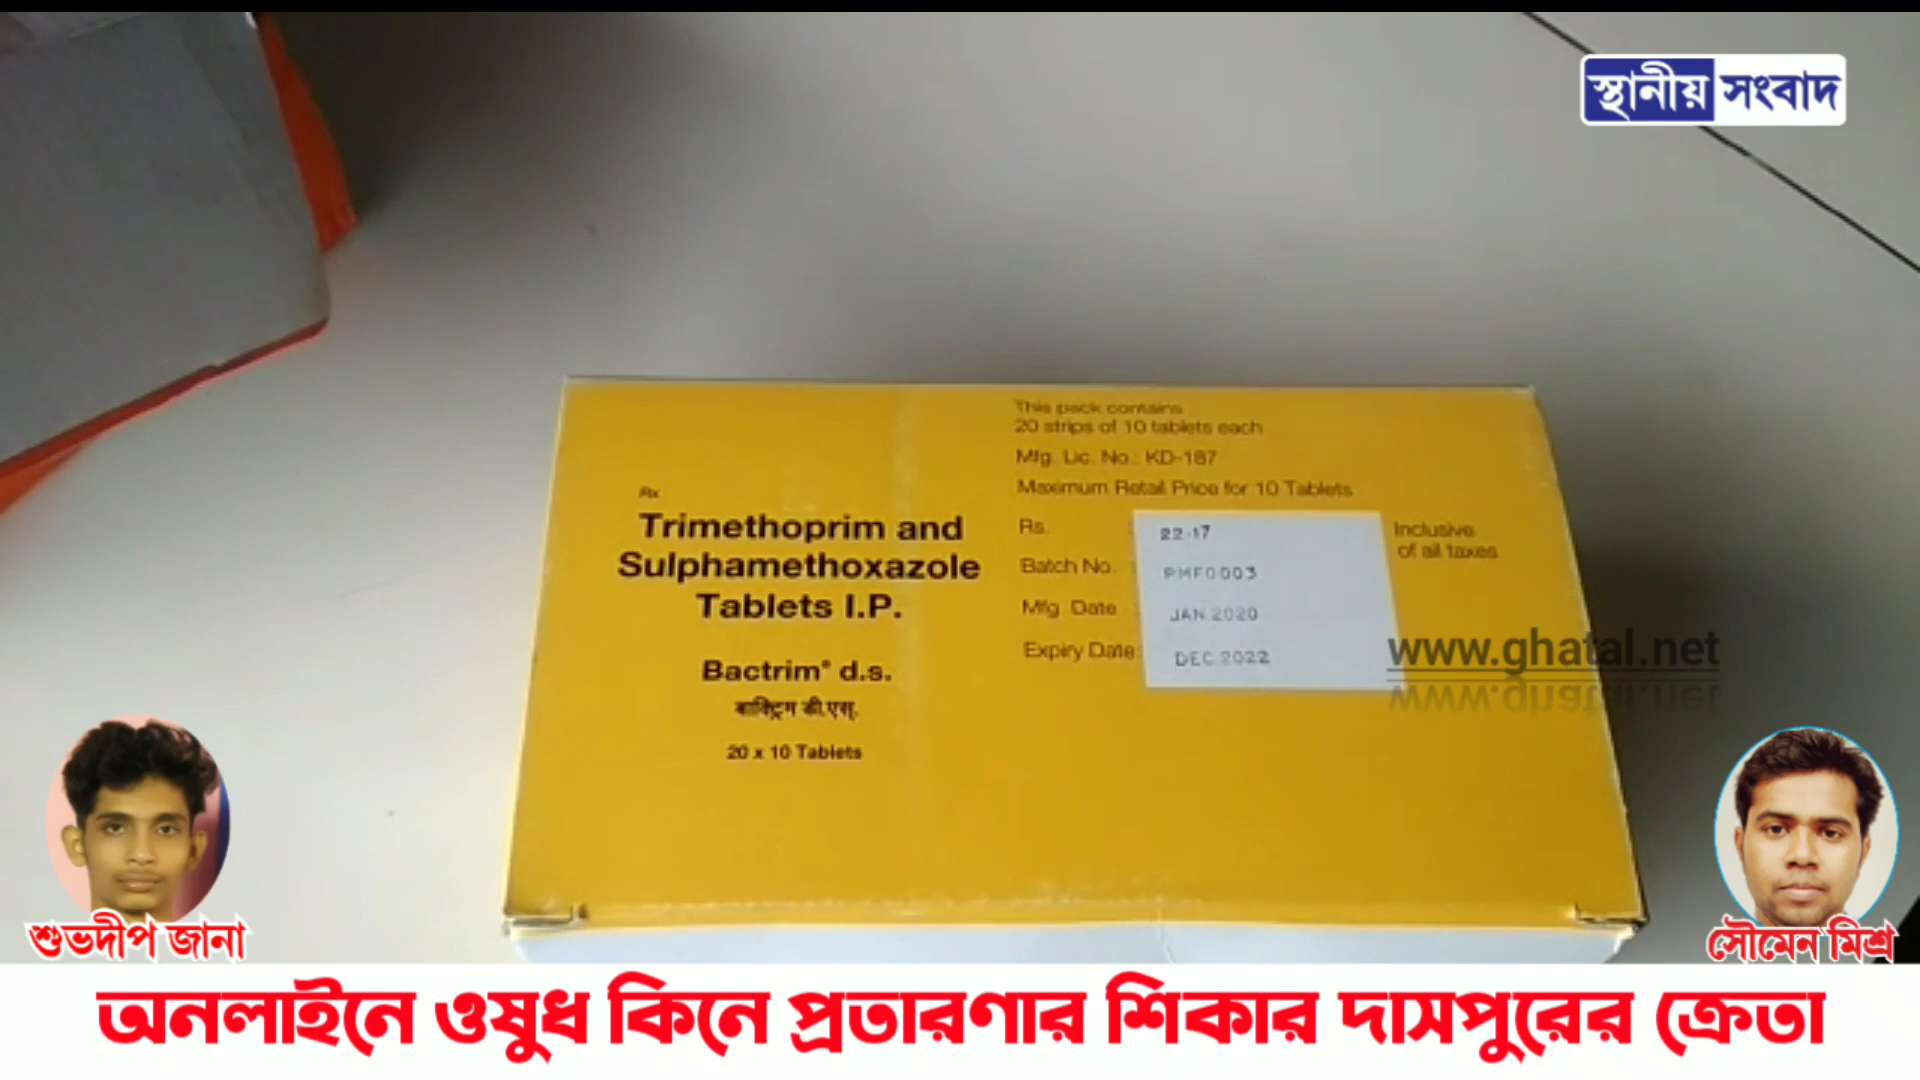 স্থানীয় সংবাদ
This pack contains
20 strips of 10 tablets each
Mfg. Lic. No.: KD-187
Maximum Retail Price for 10 Tablets
Rs. : 22.17 Inclusive of all taxes
Batch No. : PMF0003
Mfg. Date : JAN.2020
Expiry Date: DEC.2022
Rx
Trimethoprim and
Sulphamethoxazole
Tablets I.P.
Bactrim® d.s.
बाक्ट्रिम डी.एस्.
20 x 10 Tablets
www.ghatal.net
শুভদীপ জানা
সৌমেন মিশ্র
অনলাইনে ওষুধ কিনে প্রতারণার শিকার দাসপুরের ক্রেতা